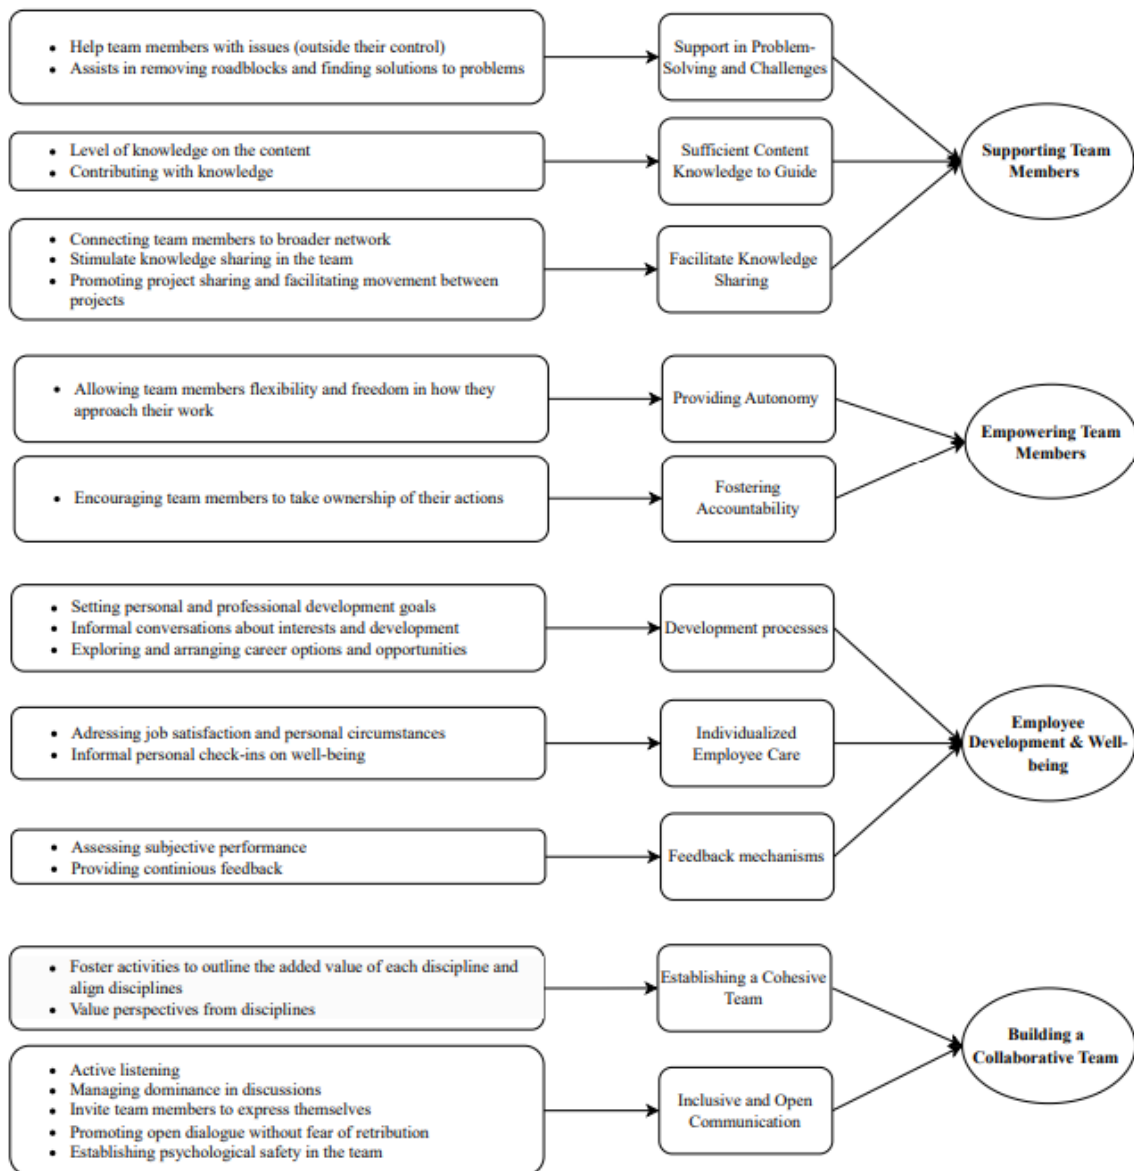 • Help team members with issues (outside their control)
• Assists in removing roadblocks and finding solutions to problems
Support in Problem-
Solving and Challenges
• Level of knowledge on the content
• Contributing with knowledge
Sufficient Content
Knowledge to Guide
Supporting Team
Members
• Connecting team members to broader network
• Stimulate knowledge sharing in the team
• Promoting project sharing and facilitating movement between
projects
Facilitate Knowledge
Sharing
• Allowing team members flexibility and freedom in how they
approach their work
Providing Autonomy
Empowering Team
Members
• Encouraging team members to take ownership of their actions
Fostering
Accountability
• Setting personal and professional development goals
• Informal conversations about interests and development
• Exploring and arranging career options and opportunities
Development processes
• Adressing job satisfaction and personal circumstances
• Informal personal check-ins on well-being
Individualized
Employee Care
Employee
Development & Well-
being
• Assessing subjective performance
• Providing continious feedback
Feedback mechanisms
• Foster activities to outline the added value of each discipline and
align disciplines
• Value perspectives from disciplines
Establishing a Cohesive
Team
Building a
Collaborative Team
• Active listening
• Managing dominance in discussions
• Invite team members to express themselves
• Promoting open dialogue without fear of retribution
• Establishing psychological safety in the team
Inclusive and Open
Communication